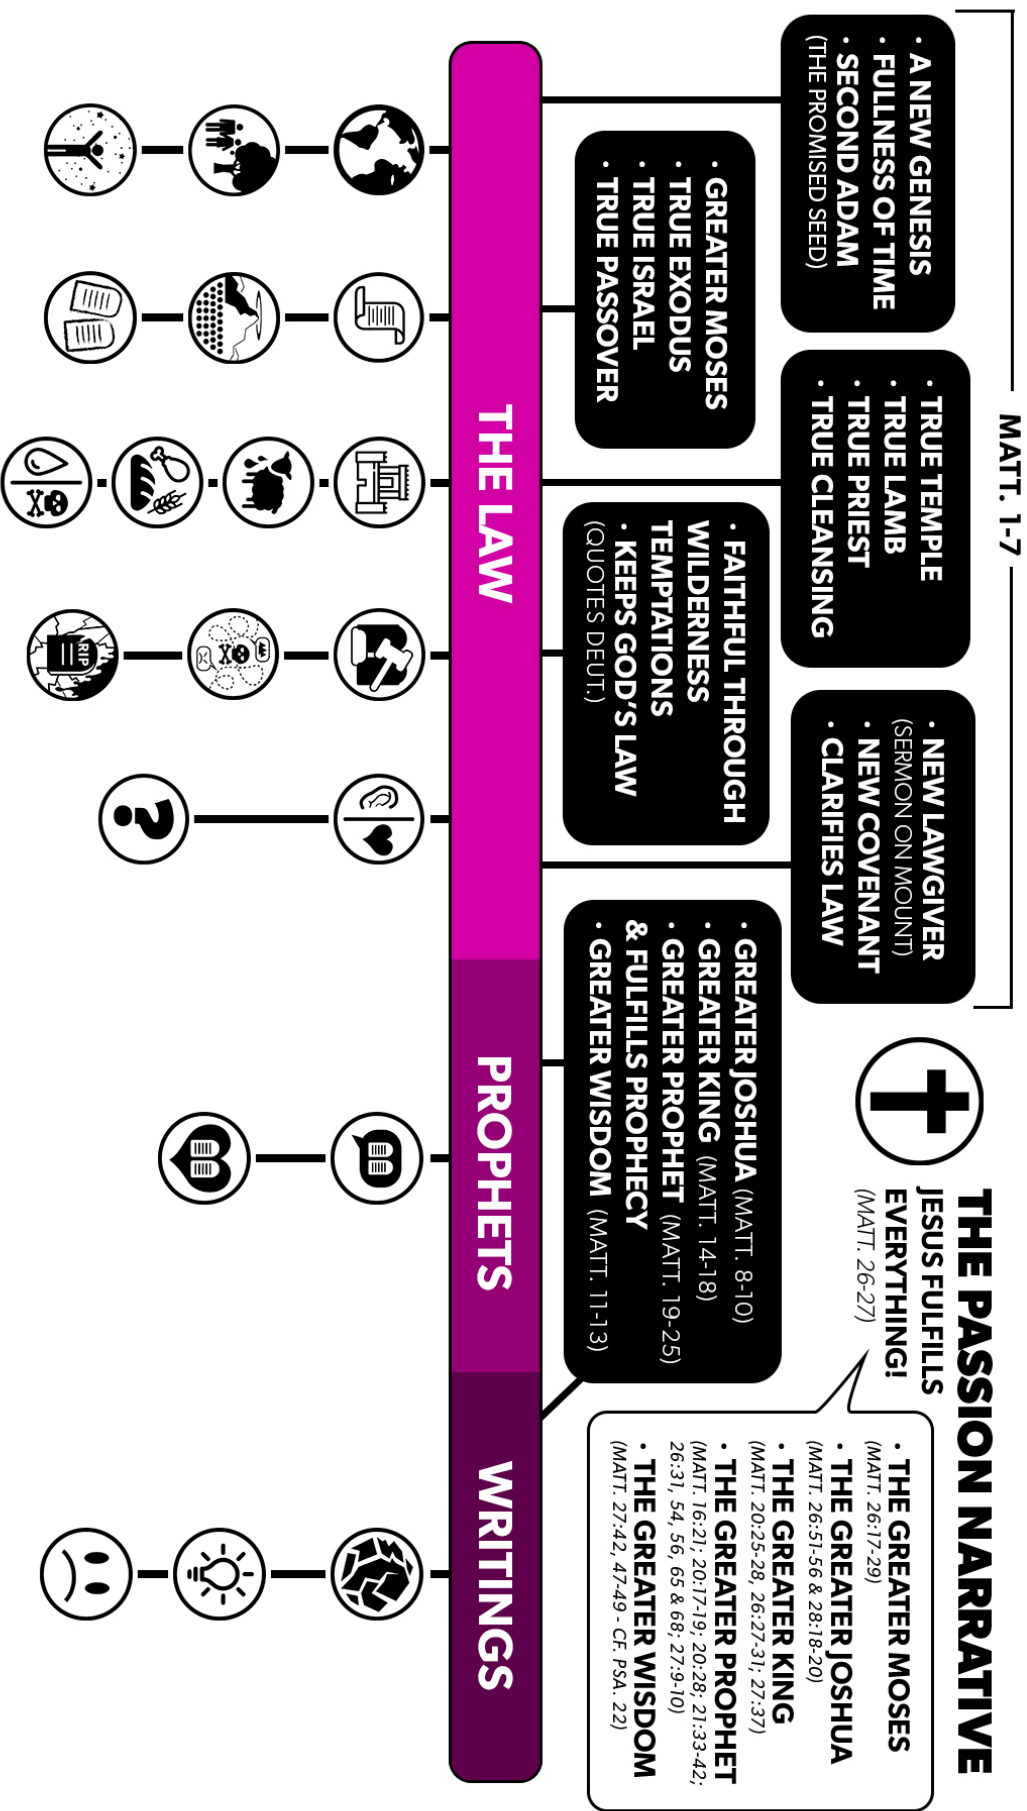 MATT. 1-7
• A NEW GENESIS
• FULLNESS OF TIME
• SECOND ADAM
(THE PROMISED SEED)
• GREATER MOSES
• TRUE EXODUS
• TRUE ISRAEL
• TRUE PASSOVER
• TRUE TEMPLE
• TRUE LAMB
• TRUE PRIEST
• TRUE CLEANSING
• FAITHFUL THROUGH
WILDERNESS
TEMPTATIONS
• KEEPS GOD'S LAW
(QUOTES DEUT.)
• NEW LAWGIVER
(SERMON ON MOUNT)
• NEW COVENANT
• CLARIFIES LAW
• GREATER JOSHUA (MATT. 8-10)
• GREATER KING (MATT. 14-18)
• GREATER PROPHET (MATT. 19-25)
& FULFILLS PROPHECY
• GREATER WISDOM (MATT. 11-13)
THE PASSION NARRATIVE
JESUS FULFILLS
EVERYTHING!
(MATT. 26-27)
• THE GREATER MOSES
(MATT. 26:17-29)
• THE GREATER JOSHUA
(MATT. 26:51-56 & 28:18-20)
• THE GREATER KING
(MATT. 20:25-28, 26:27-31; 27:37)
• THE GREATER PROPHET
(MATT. 16:21; 20:17-19; 20:28; 21:33-42;
26:31, 54, 56, 65 & 68; 27:9-10)
• THE GREATER WISDOM
(MATT. 27:42, 47-49 - CF. PSA. 22)
THE LAW
PROPHETS
WRITINGS
RIP
?